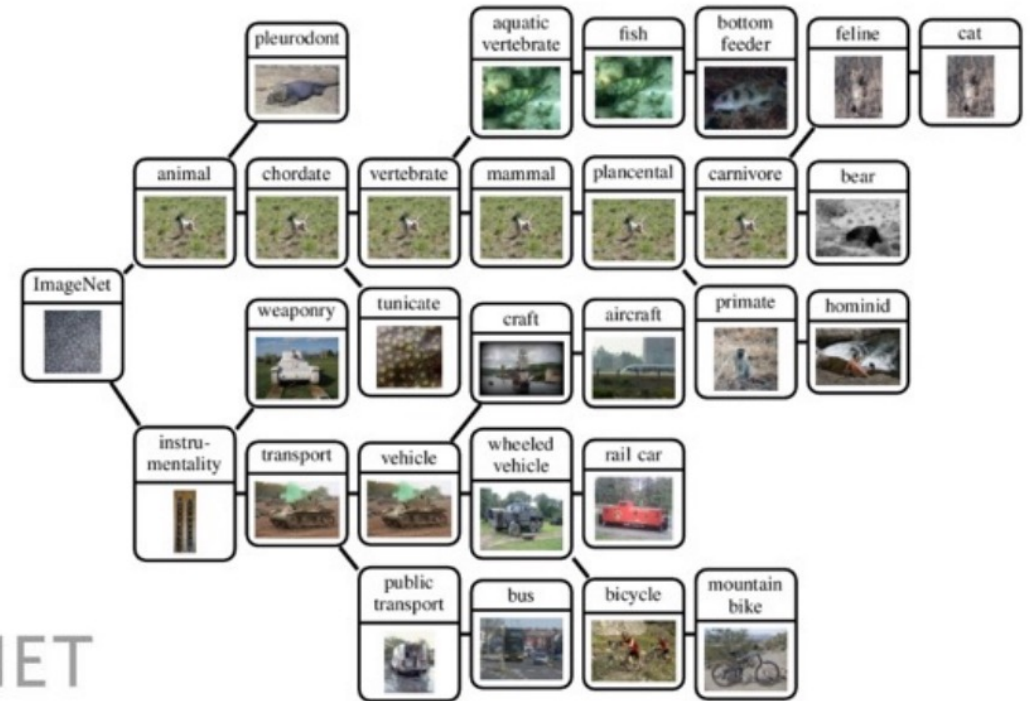 pleurodont
aquatic
vertebrate
fish
bottom
feeder
feline
cat
animal
chordate
vertebrate
mammal
plancental
carnivore
bear
ImageNet
weaponry
tunicate
craft
aircraft
primate
hominid
instru-
mentality
transport
vehicle
wheeled
vehicle
rail car
public
transport
bus
bicycle
mountain
bike
NET